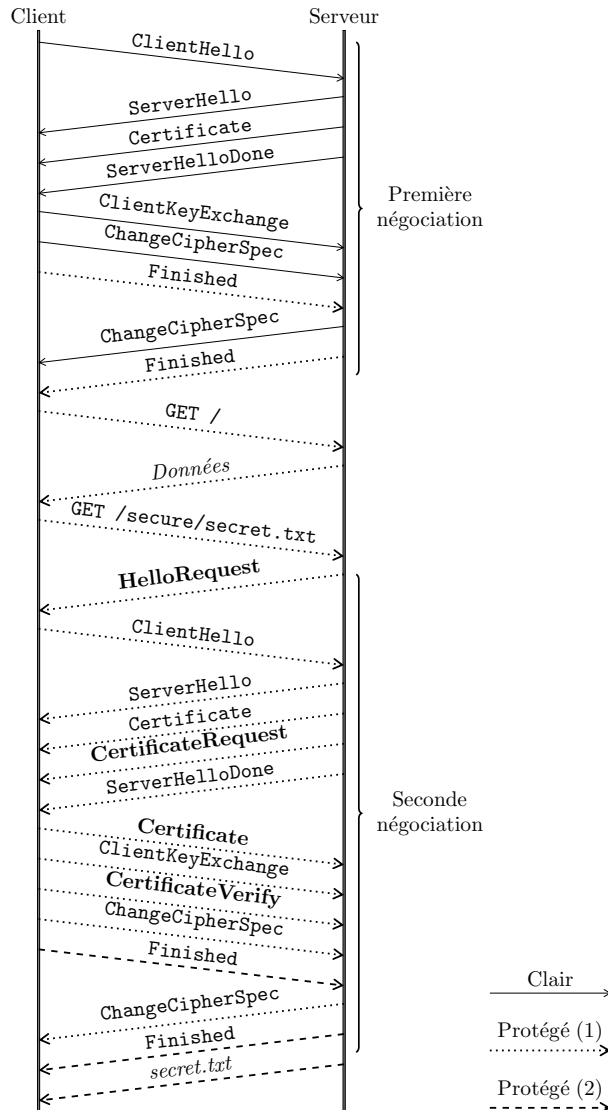 Client
Serveur
ClientHello
ServerHello
Certificate
ServerHelloDone
ClientKeyExchange
ChangeCipherSpec
Finished
ChangeCipherSpec
Finished
Première
négociation
GET /
Données
GET /secure/secret.txt
HelloRequest
ClientHello
ServerHello
Certificate
CertificateRequest
ServerHelloDone
Certificate
ClientKeyExchange
CertificateVerify
ChangeCipherSpec
Finished
ChangeCipherSpec
Finished
secret.txt
Seconde
négociation
Clair
Protégé (1)
Protégé (2)